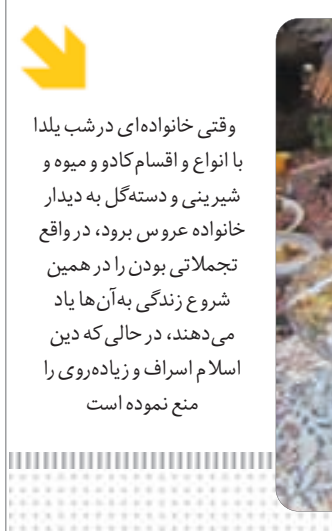 وقتی خانواده‌ای در شب یلدا
با انواع و اقسام کادو و میوه و
شیرینی و دسته‌گل به دیدار
خانواده عروس برود، در واقع
تجملاتی بودن را در همین
شروع زندگی به‌آن‌ها یاد
می‌دهند، در حالی‌که دین
اسلام اسراف و زیاده‌روی را
منع نموده است